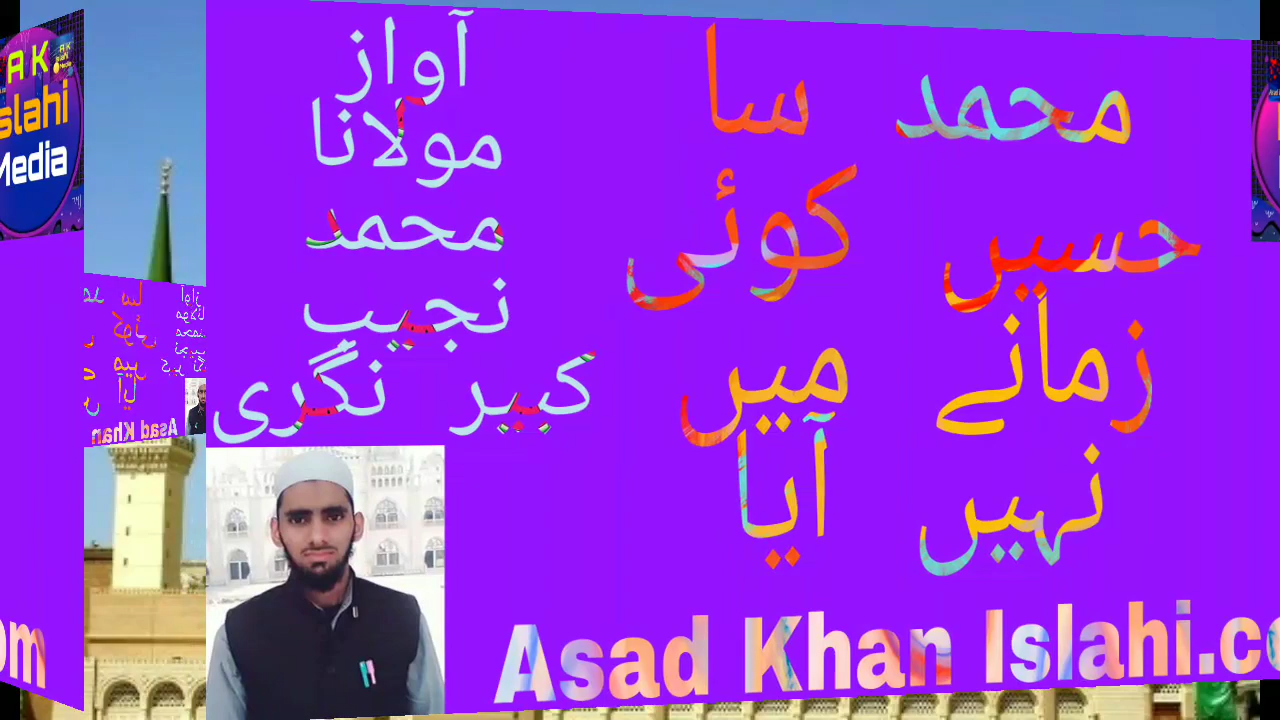 محمد سا
حسیں کوئی
زمانے میں
نہیں آیا
آواز
مولانا
محمد
نجیب
کبیر نگری
Asad Khan Islahi.co
A K
Islahi
Media
Asad Khan
om